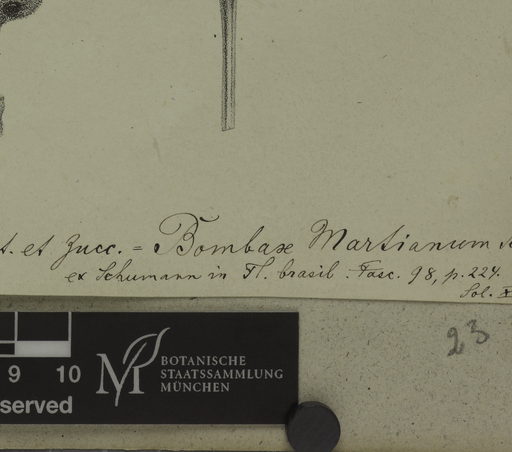 t. et Zucc. = Bombax Martianum
ex Schumann in Fl. brasil. Fasc. 98, p. 224.
Sol.
23
9 10
served
M
BOTANISCHE
STAATSSAMMLUNG
MÜNCHEN